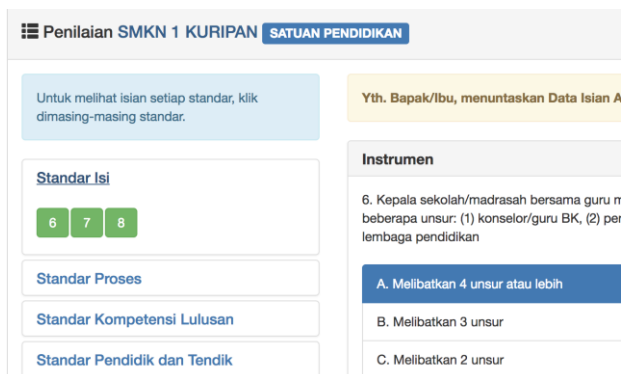 Penilaian SMKN 1 KURIPAN SATUAN PENDIDIKAN
Untuk melihat isian setiap standar, klik
dimasing-masing standar.
Standar Isi
6 7 8
Standar Proses
Standar Kompetensi Lulusan
Standar Pendidik dan Tendik
Yth. Bapak/Ibu, menuntaskan Data Isian A
Instrumen
6. Kepala sekolah/madrasah bersama guru m
beberapa unsur: (1) konselor/guru BK, (2) per
lembaga pendidikan
A. Melibatkan 4 unsur atau lebih
B. Melibatkan 3 unsur
C. Melibatkan 2 unsur